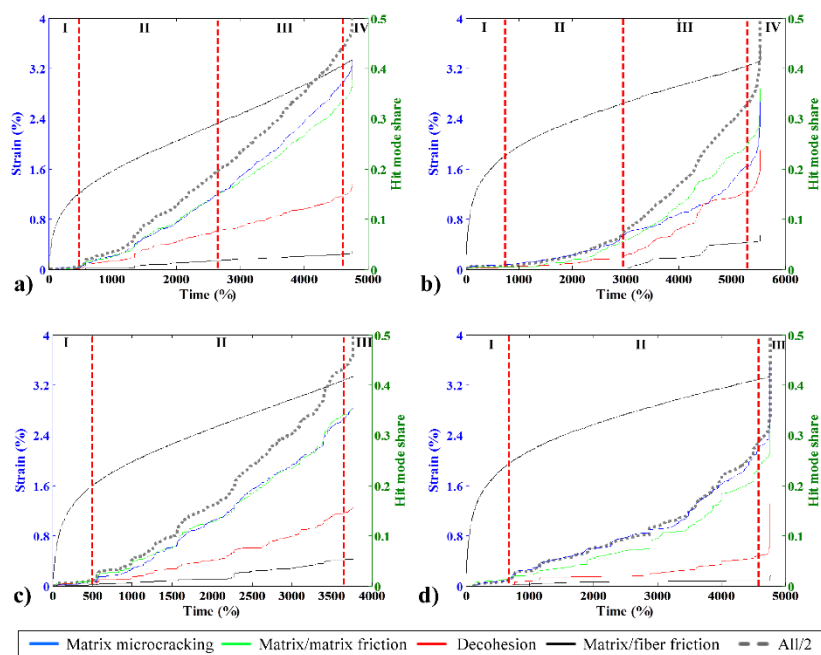 I II III IV
4 3.2 2.4 1.6 0.8 0
Strain (%)
0.5 0.4 0.3 0.2 0.1 0
Hit mode share
0 1000 2000 3000 4000 5000
Time (%)
a)
I II III IV
4 3.2 2.4 1.6 0.8 0
Strain (%)
0.5 0.4 0.3 0.2 0.1 0
Hit mode share
0 1000 2000 3000 4000 5000
Time (%)
b)
I II III
4 3.2 2.4 1.6 0.8 0
Strain (%)
0.5 0.4 0.3 0.2 0.1 0
Hit mode share
0 500 1000 1500 2000 2500 3000 3500 4000
Time (%)
c)
I II III
4 3.2 2.4 1.6 0.8 0
Strain (%)
0.5 0.4 0.3 0.2 0.1 0
Hit mode share
0 1000 2000 3000 4000 5000
Time (%)
d)
Matrix microcracking Matrix/matrix friction Decohesion Matrix/fiber friction All/2